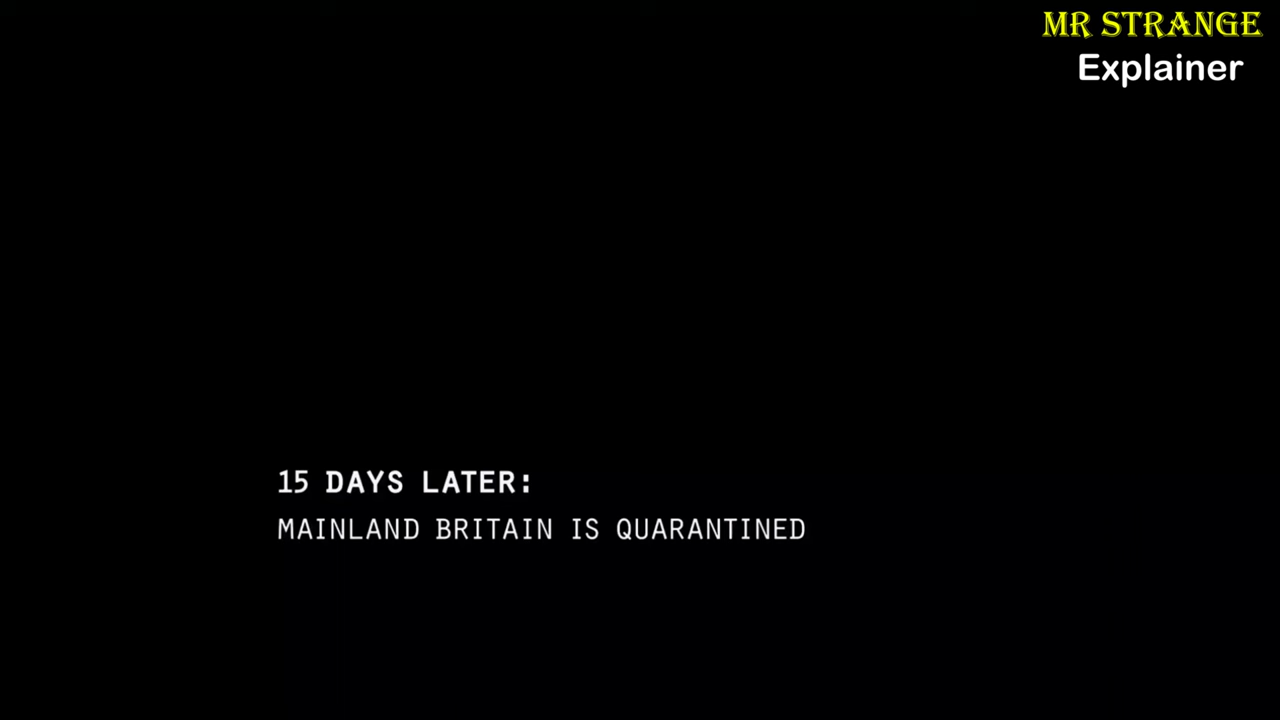 MR STRANGE
Explainer
15 DAYS LATER:
MAINLAND BRITAIN IS QUARANTINED